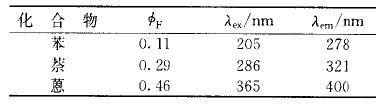 化 合 物 ϕF λex/nm λem/nm
苯 0.11 205 278
萘 0.29 286 321
蒽 0.46 365 400